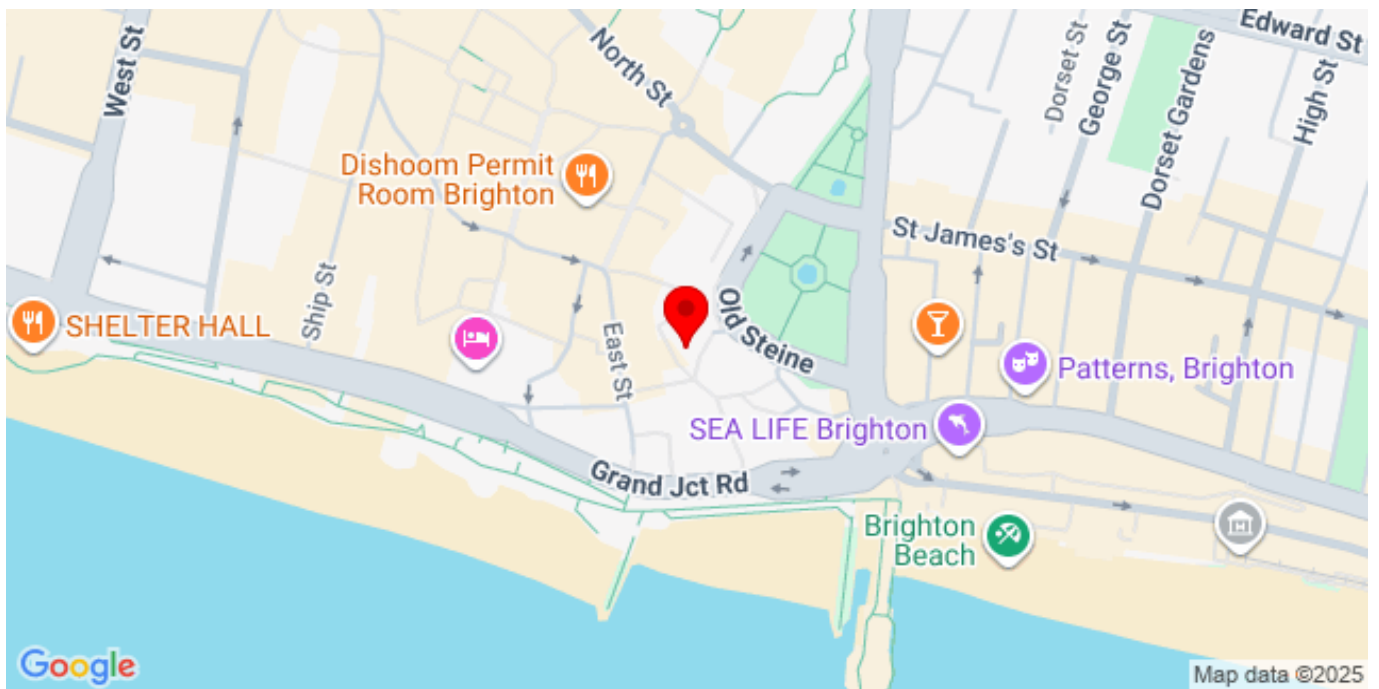 Edward St
West St
North St
Dorset St
George St
Dorset Gardens
High St
Dishoom Permit
Room Brighton
St James's St
Ship St
SHELTER HALL
East St
Old Steine
Patterns, Brighton
SEA LIFE Brighton
Grand Jct Rd
Brighton
Beach
Google
Map data ©2025